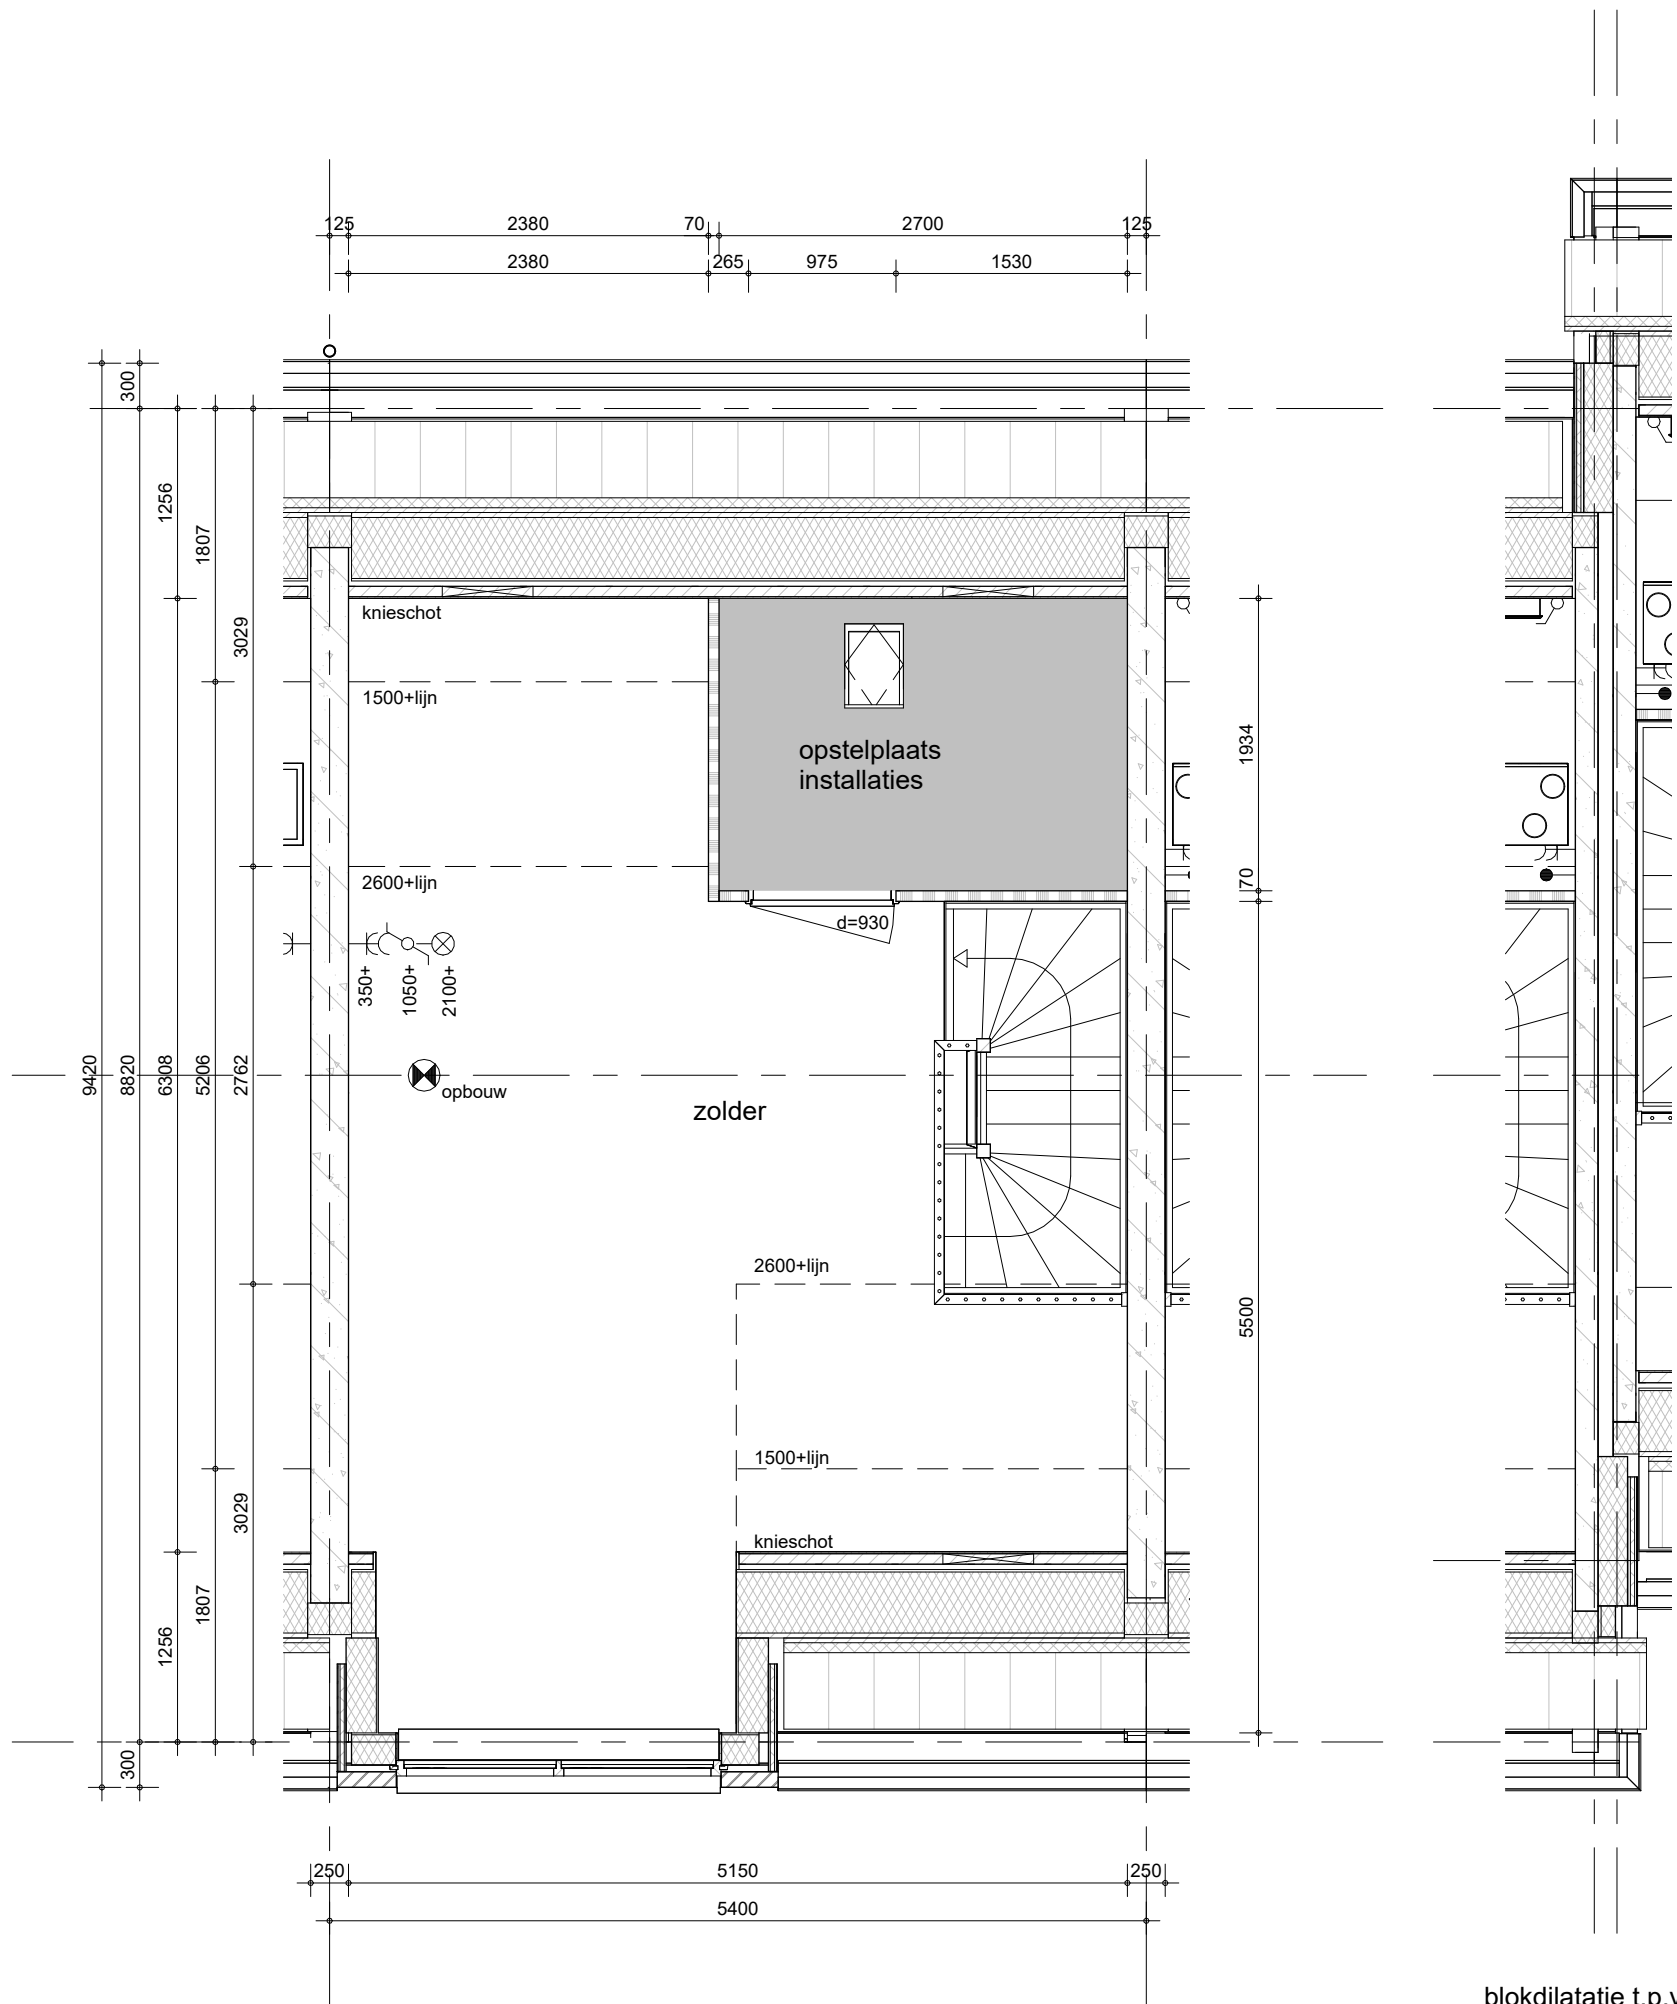 125 2380 70 2700 125
2380 265 975 1530
300
1256
1807
3029
knieschot
1500+lijn
opstelplaats
installaties
1934
2600+lijn
70
d=930
350+
1050+
2100+
9420
8820
6308
5206
2762
opbouw
zolder
2600+lijn
5500
1500+lijn
3029
knieschot
1807
1256
300
250 5150 250
5400
blokdilatatie t.p.v